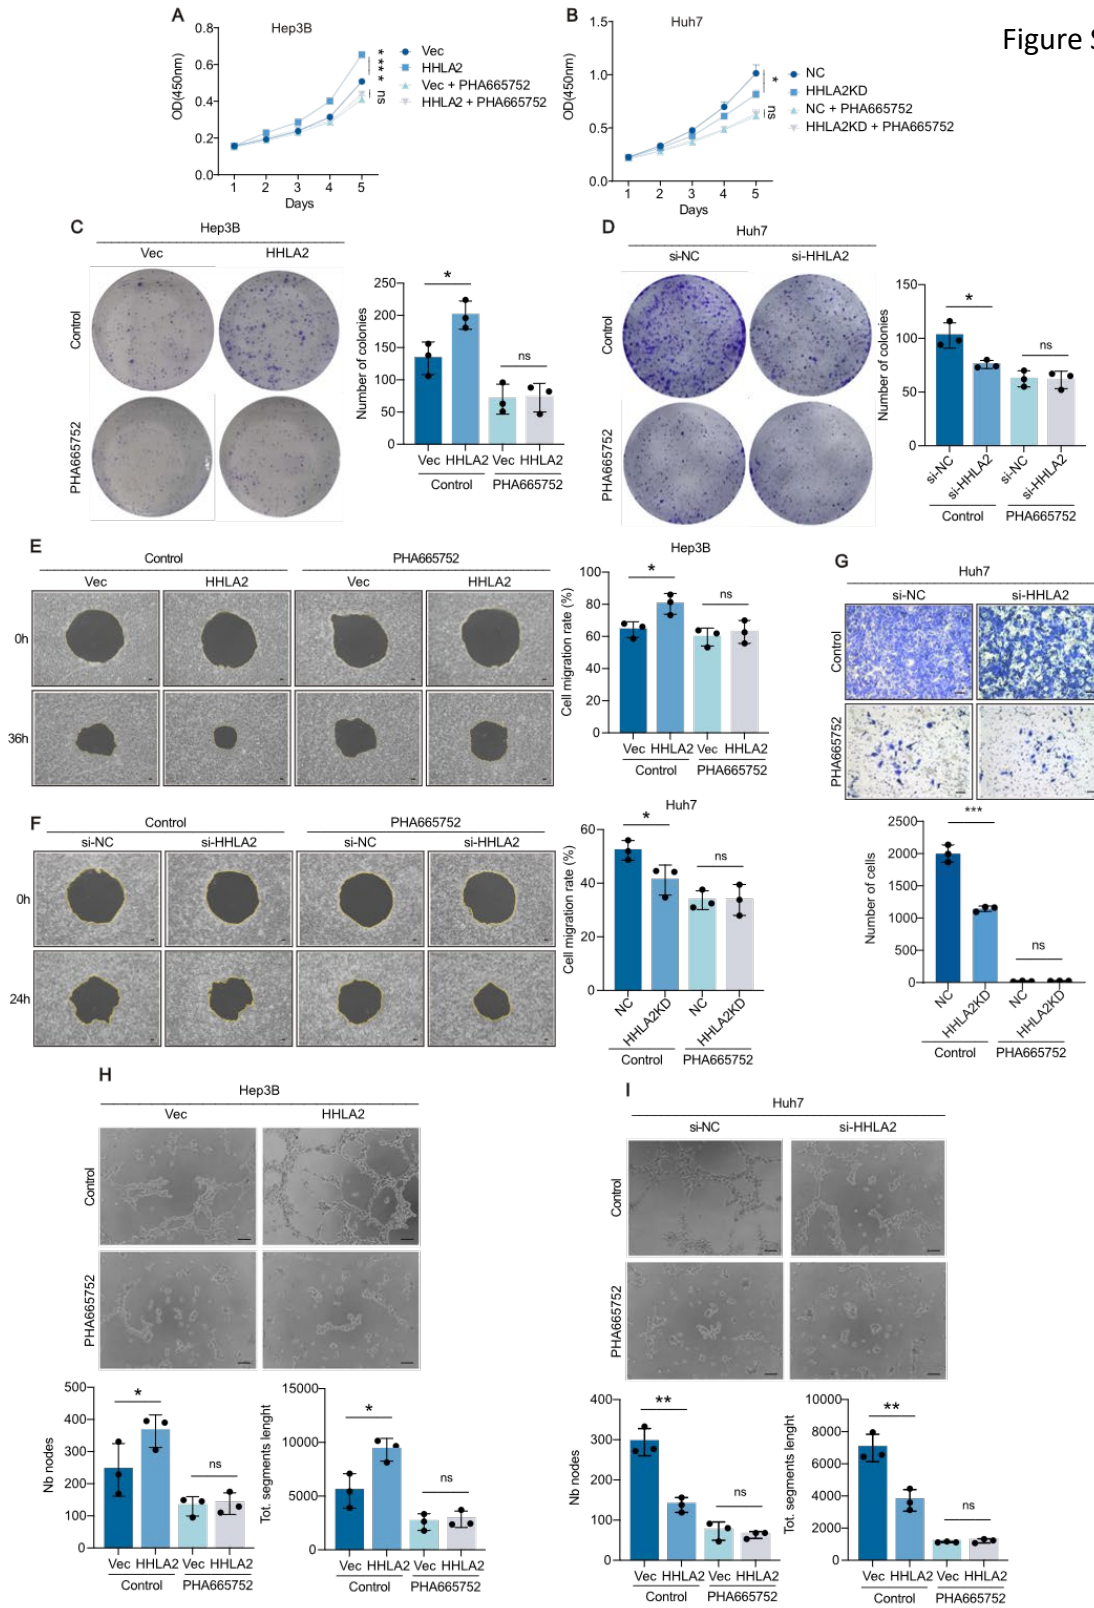 Figure S
A
Hep3B
OD(450nm)
0.8
0.6
0.4
0.2
0.0
1 2 3 4 5
Days
**** ns
Vec
HHLA2
Vec + PHA665752
HHLA2 + PHA665752
B
Huh7
OD(450nm)
1.5
1.0
0.5
0.0
1 2 3 4 5
Days
* ns
NC
HHLA2KD
NC + PHA665752
HHLA2KD + PHA665752
C
Hep3B
Vec HHLA2
Control
PHA665752
Number of colonies
250
200
150
100
50
0
* ns
Vec HHLA2 Vec HHLA2
Control PHA665752
D
Huh7
si-NC si-HHLA2
Control
PHA665752
Number of colonies
150
100
50
0
* ns
si-NC si-HHLA2 si-NC si-HHLA2
Control PHA665752
E
Control PHA665752
Vec HHLA2 Vec HHLA2
0h
36h
Hep3B
Cell migration rate (%)
100
80
60
40
20
0
* ns
Vec HHLA2 Vec HHLA2
Control PHA665752
F
Control PHA665752
si-NC si-HHLA2 si-NC si-HHLA2
0h
24h
Huh7
Cell migration rate (%)
60
40
20
0
* ns
NC HHLA2KD NC HHLA2KD
Control PHA665752
G
Huh7
si-NC si-HHLA2
Control
PHA665752
Number of cells
2500
2000
1500
1000
500
0
*** ns
NC HHLA2KD NC HHLA2KD
Control PHA665752
H
Hep3B
Vec HHLA2
Control
PHA665752
Nb nodes
500
400
300
200
100
0
* ns
Vec HHLA2 Vec HHLA2
Control PHA665752
Tot. segments lenght
15000
10000
5000
0
* ns
Vec HHLA2 Vec HHLA2
Control PHA665752
I
Huh7
si-NC si-HHLA2
Control
PHA665752
Nb nodes
400
300
200
100
0
** ns
Vec HHLA2 Vec HHLA2
Control PHA665752
Tot. segments lenght
10000
8000
6000
4000
2000
0
** ns
Vec HHLA2 Vec HHLA2
Control PHA665752